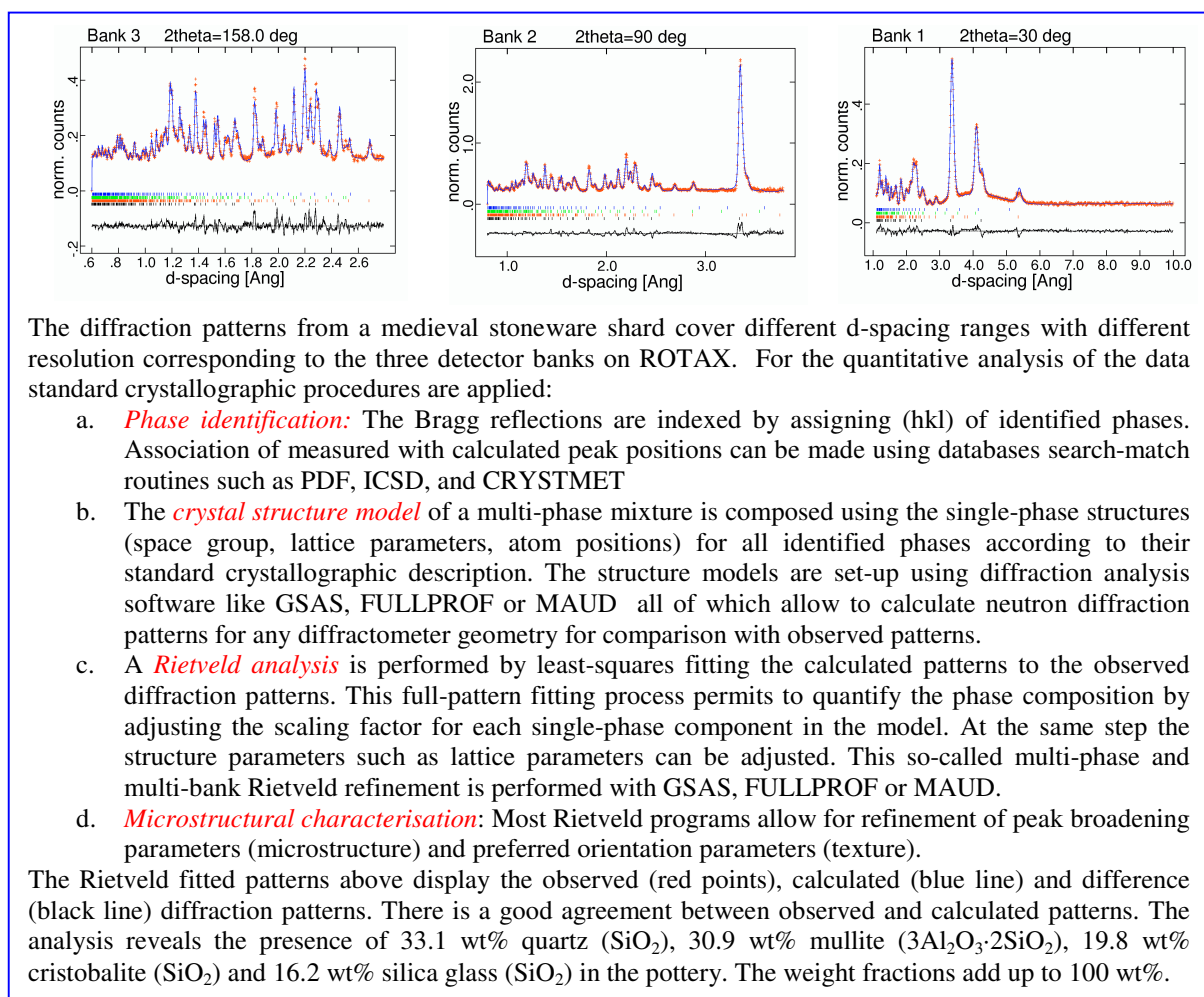 Bank 3 2theta=158.0 deg
norm. counts
.4
.2
0.0
-.2
.6 .8 1.0 1.2 1.4 1.6 1.8 2.0 2.2 2.4 2.6
d-spacing [Ang]
Bank 2 2theta=90 deg
norm. counts
2.0
1.0
.0
1.0 2.0 3.0
d-spacing [Ang]
Bank 1 2theta=30 deg
norm. counts
.4
.2
.0
1.0 2.0 3.0 4.0 5.0 6.0 7.0 8.0 9.0 10.0
d-spacing [Ang]
The diffraction patterns from a medieval stoneware shard cover different d-spacing ranges with different
resolution corresponding to the three detector banks on ROTAX. For the quantitative analysis of the data
standard crystallographic procedures are applied:
a. Phase identification: The Bragg reflections are indexed by assigning (hkl) of identified phases.
Association of measured with calculated peak positions can be made using databases search-match
routines such as PDF, ICSD, and CRYSTMET
b. The crystal structure model of a multi-phase mixture is composed using the single-phase structures
(space group, lattice parameters, atom positions) for all identified phases according to their
standard crystallographic description. The structure models are set-up using diffraction analysis
software like GSAS, FULLPROF or MAUD all of which allow to calculate neutron diffraction
patterns for any diffractometer geometry for comparison with observed patterns.
c. A Rietveld analysis is performed by least-squares fitting the calculated patterns to the observed
diffraction patterns. This full-pattern fitting process permits to quantify the phase composition by
adjusting the scaling factor for each single-phase component in the model. At the same step the
structure parameters such as lattice parameters can be adjusted. This so-called multi-phase and
multi-bank Rietveld refinement is performed with GSAS, FULLPROF or MAUD.
d. Microstructural characterisation: Most Rietveld programs allow for refinement of peak broadening
parameters (microstructure) and preferred orientation parameters (texture).
The Rietveld fitted patterns above display the observed (red points), calculated (blue line) and difference
(black line) diffraction patterns. There is a good agreement between observed and calculated patterns. The
analysis reveals the presence of 33.1 wt% quartz (SiO₂), 30.9 wt% mullite (3Al₂O₃·2SiO₂), 19.8 wt%
cristobalite (SiO₂) and 16.2 wt% silica glass (SiO₂) in the pottery. The weight fractions add up to 100 wt%.